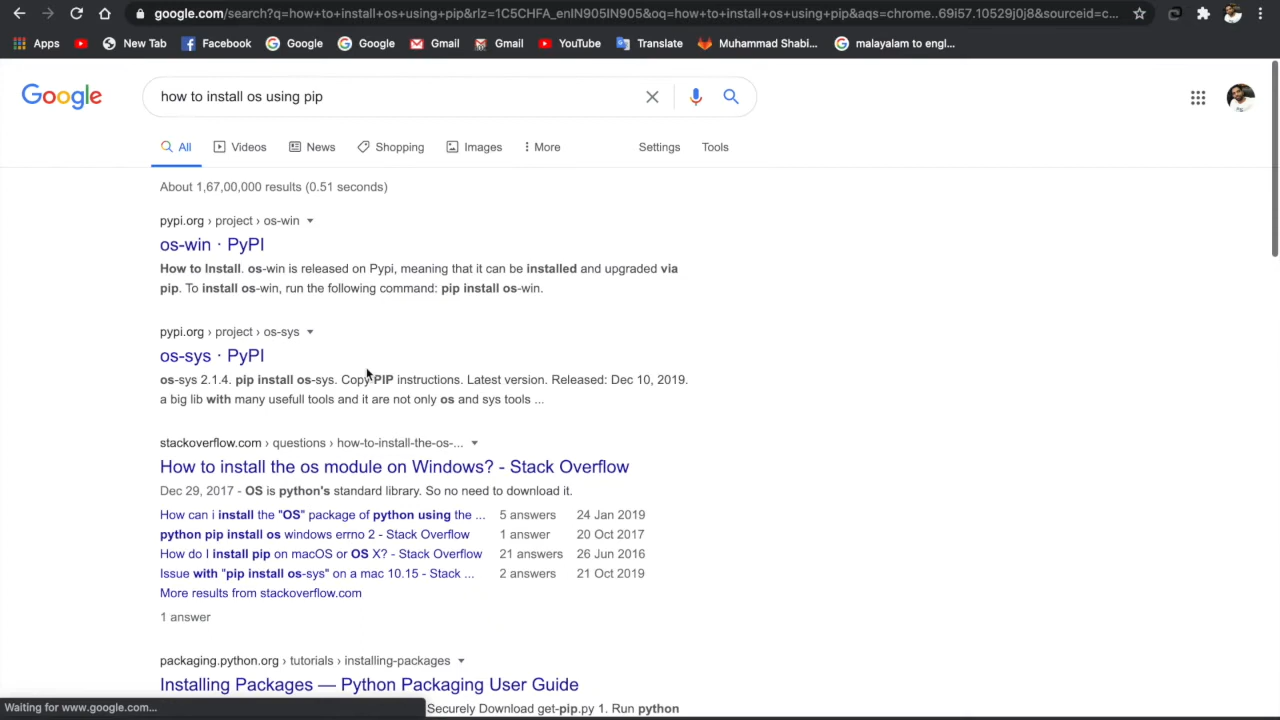 google.com/search?q=how+to+install+os+using+pip&rlz=1C5CHFA_enIN905IN905&oq=how+to+install+os+using+pip&aqs=chrome..69i57.10529j0j8&sourceid=c...
Apps New Tab Facebook Google Google Gmail Gmail YouTube Translate Muhammad Shabi... malayalam to engl...
Google how to install os using pip
All Videos News Shopping Images More Settings Tools
About 1,67,00,000 results (0.51 seconds)
pypi.org › project › os-win
os-win · PyPI
How to Install. os-win is released on Pypi, meaning that it can be installed and upgraded via
pip. To install os-win, run the following command: pip install os-win.
pypi.org › project › os-sys
os-sys · PyPI
os-sys 2.1.4. pip install os-sys. Copy PIP instructions. Latest version. Released: Dec 10, 2019.
a big lib with many usefull tools and it are not only os and sys tools ...
stackoverflow.com › questions › how-to-install-the-os-...
How to install the os module on Windows? - Stack Overflow
Dec 29, 2017 - OS is python's standard library. So no need to download it.
How can i install the "OS" package of python using the ... 5 answers 24 Jan 2019
python pip install os windows errno 2 - Stack Overflow 1 answer 20 Oct 2017
How do I install pip on macOS or OS X? - Stack Overflow 21 answers 26 Jun 2016
Issue with "pip install os-sys" on a mac 10.15 - Stack ... 2 answers 21 Oct 2019
More results from stackoverflow.com
1 answer
packaging.python.org › tutorials › installing-packages
Installing Packages — Python Packaging User Guide
Waiting for www.google.com... Securely Download get-pip.py 1. Run python